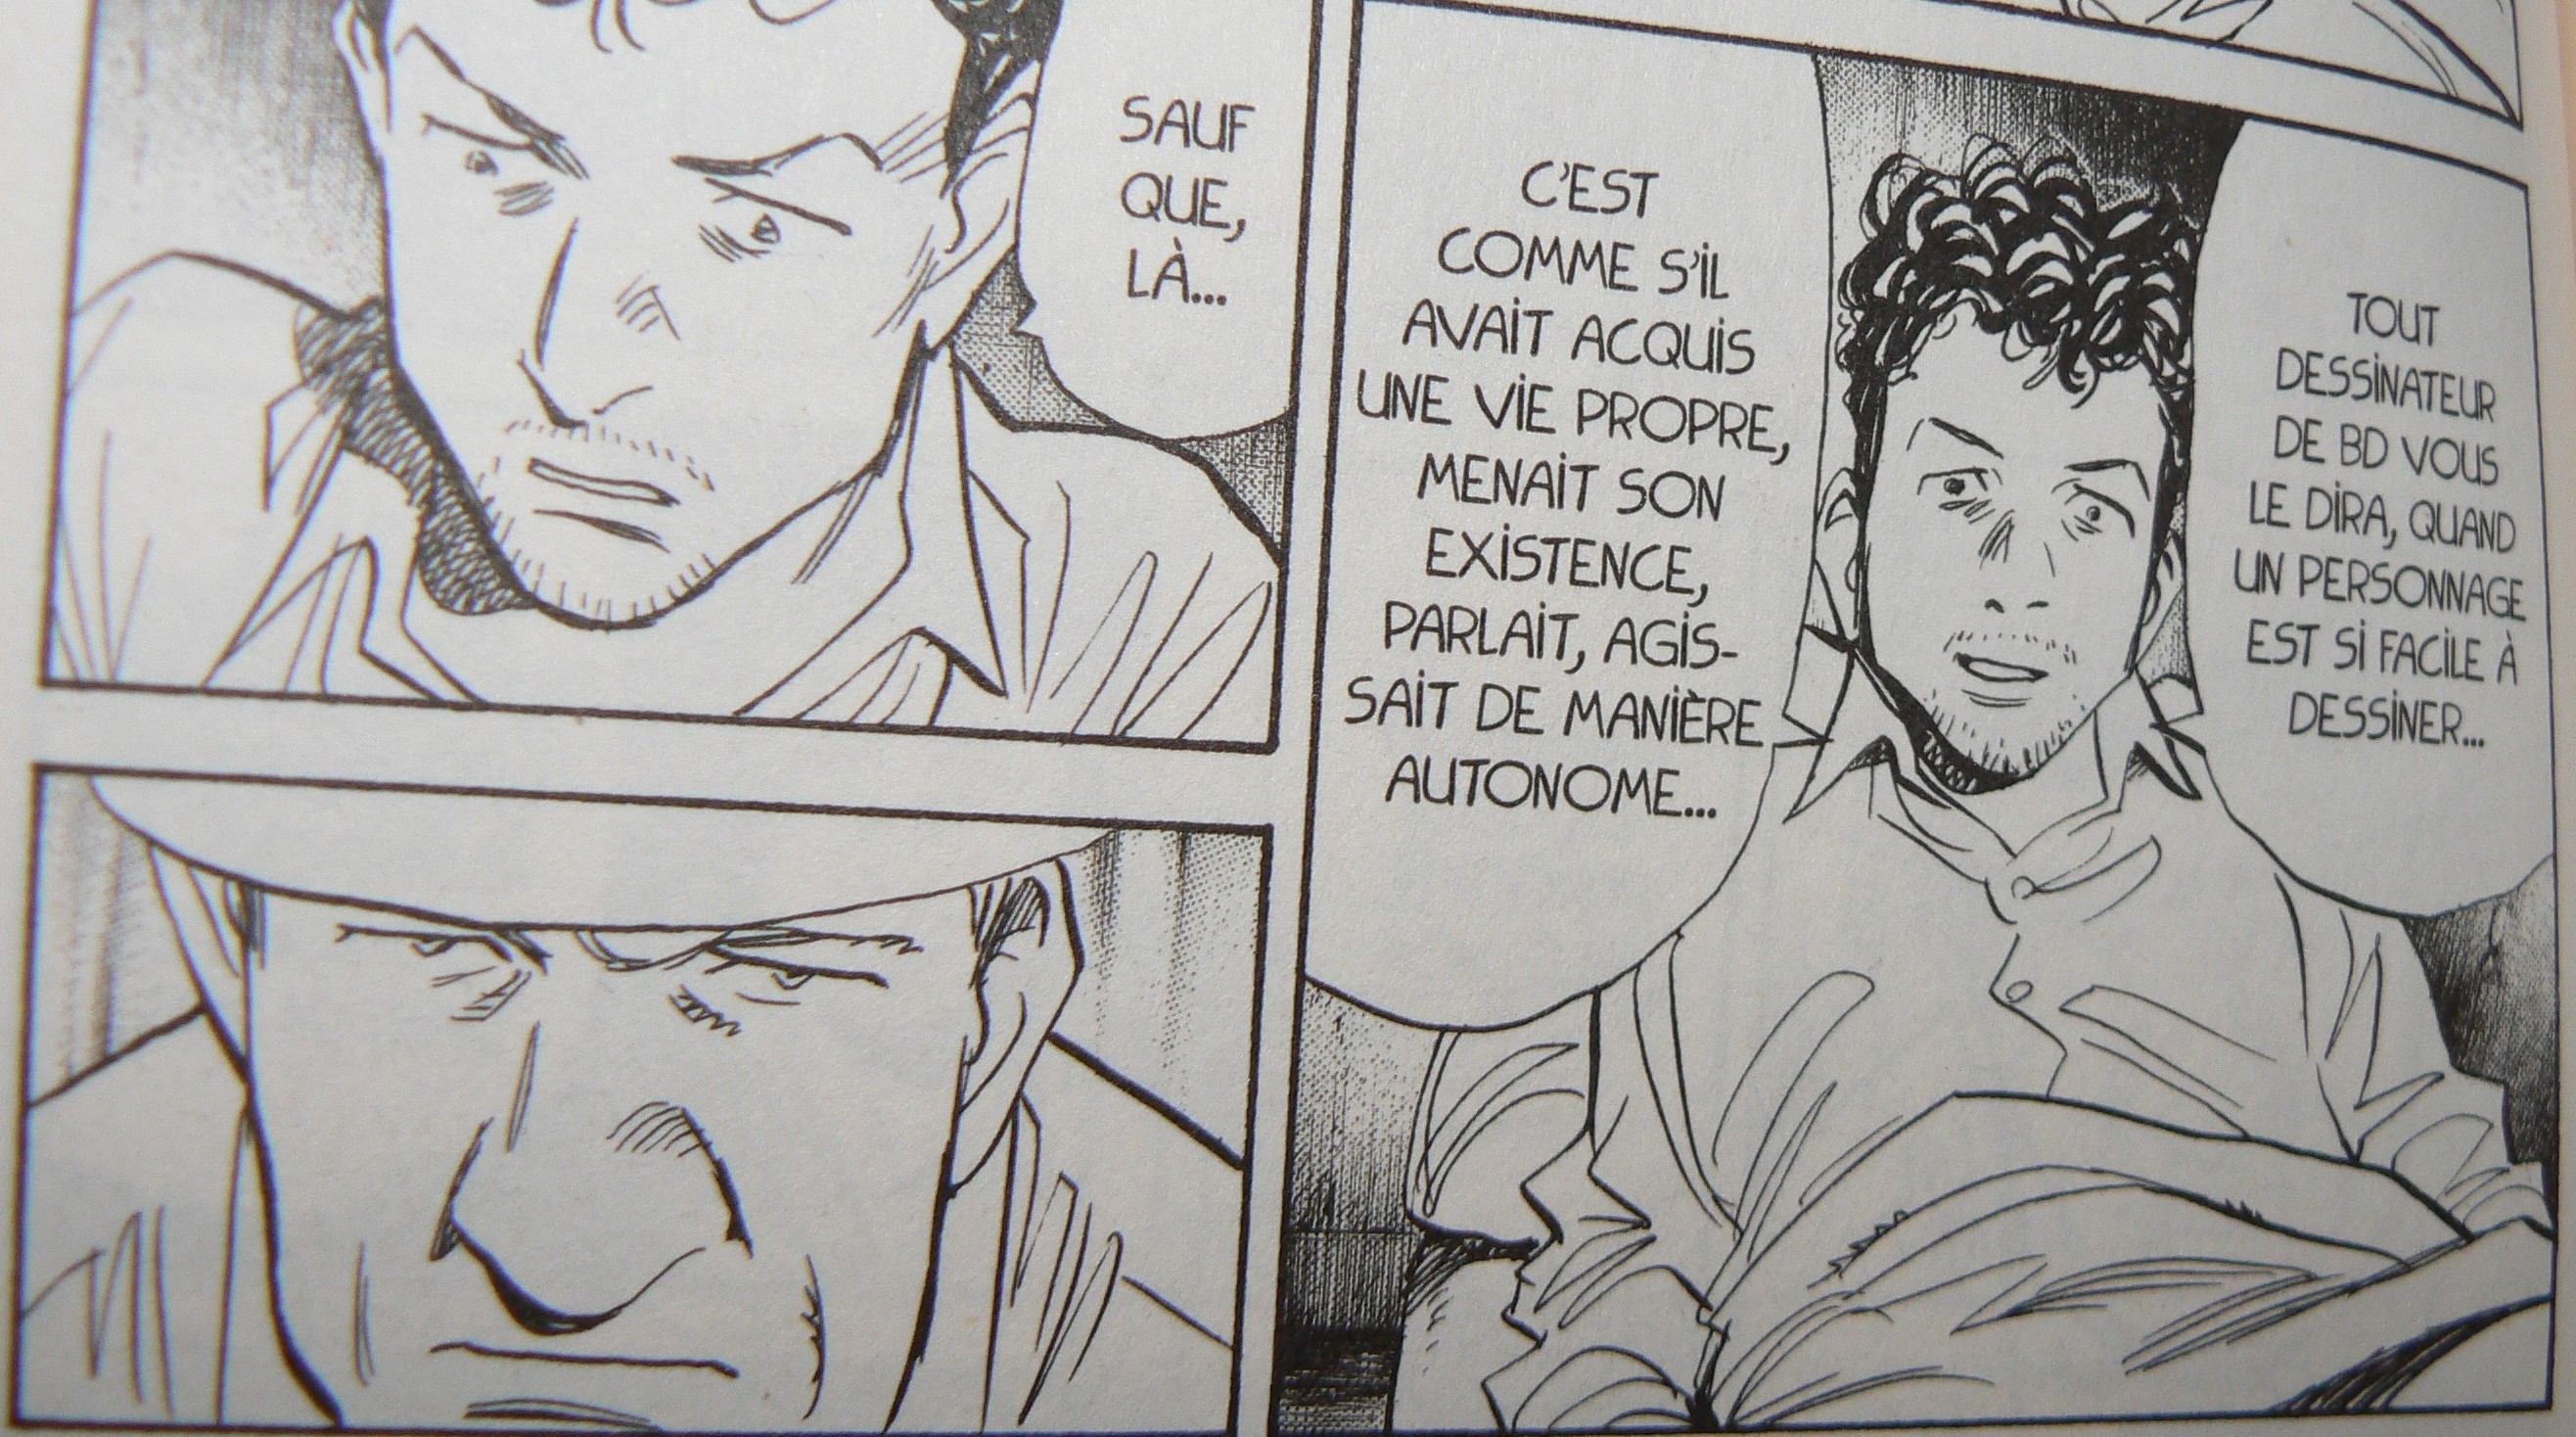 TOUT
DESSINATEUR
DE BD VOUS
LE DIRA, QUAND
UN PERSONNAGE
EST SI FACILE À
DESSINER...
C'EST
COMME S'IL
AVAIT ACQUIS
UNE VIE PROPRE,
MENAIT SON
EXISTENCE,
PARLAIT, AGIS-
SAIT DE MANIÈRE
AUTONOME...
SAUF
QUE,
LÀ...